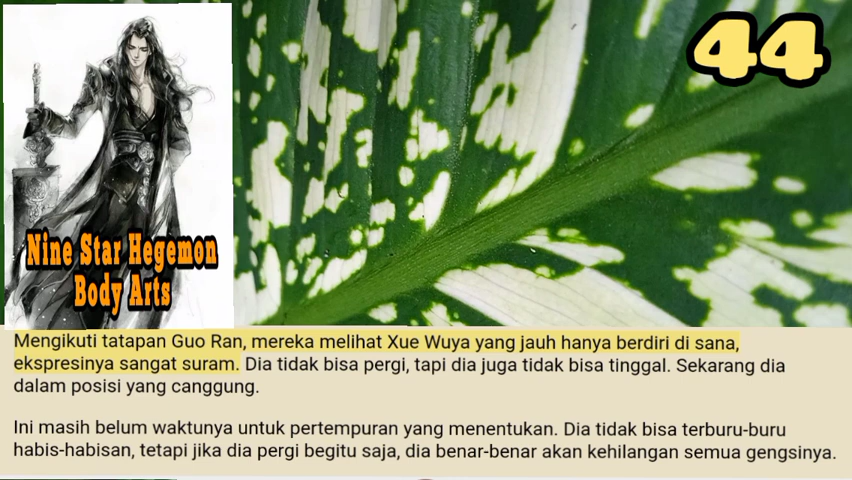 44
Nine Star Hegemon
Body Arts
Mengikuti tatapan Guo Ran, mereka melihat Xue Wuya yang jauh hanya berdiri di sana,
ekspresinya sangat suram. Dia tidak bisa pergi, tapi dia juga tidak bisa tinggal. Sekarang dia
dalam posisi yang canggung.
Ini masih belum waktunya untuk pertempuran yang menentukan. Dia tidak bisa terburu-buru
habis-habisan, tetapi jika dia pergi begitu saja, dia benar-benar akan kehilangan semua gengsinya.